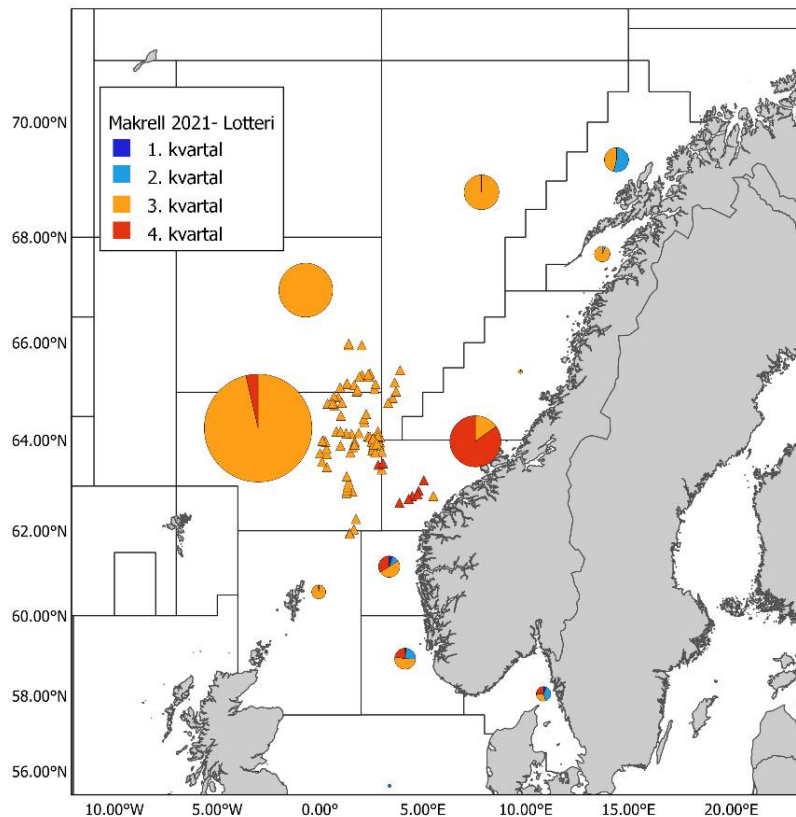 Makrell 2021- Lotteri
1. kvartal
2. kvartal
3. kvartal
4. kvartal
70.00°N
68.00°N
66.00°N
64.00°N
62.00°N
60.00°N
58.00°N
56.00°N
10.00°W
5.00°W
0.00°
5.00°E
10.00°E
15.00°E
20.00°E